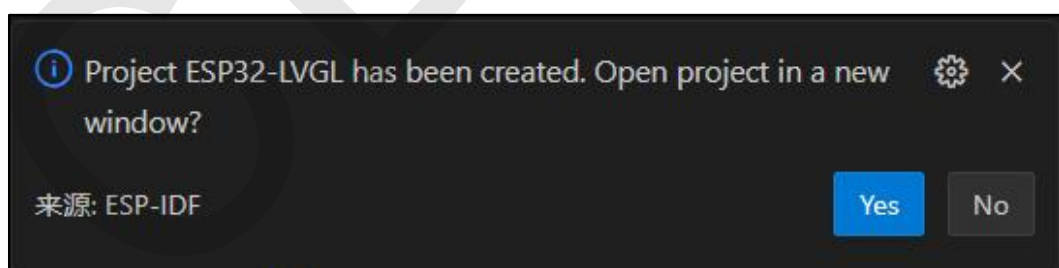 Project ESP32-LVGL has been created. Open project in a new
window?
来源: ESP-IDF
Yes
No